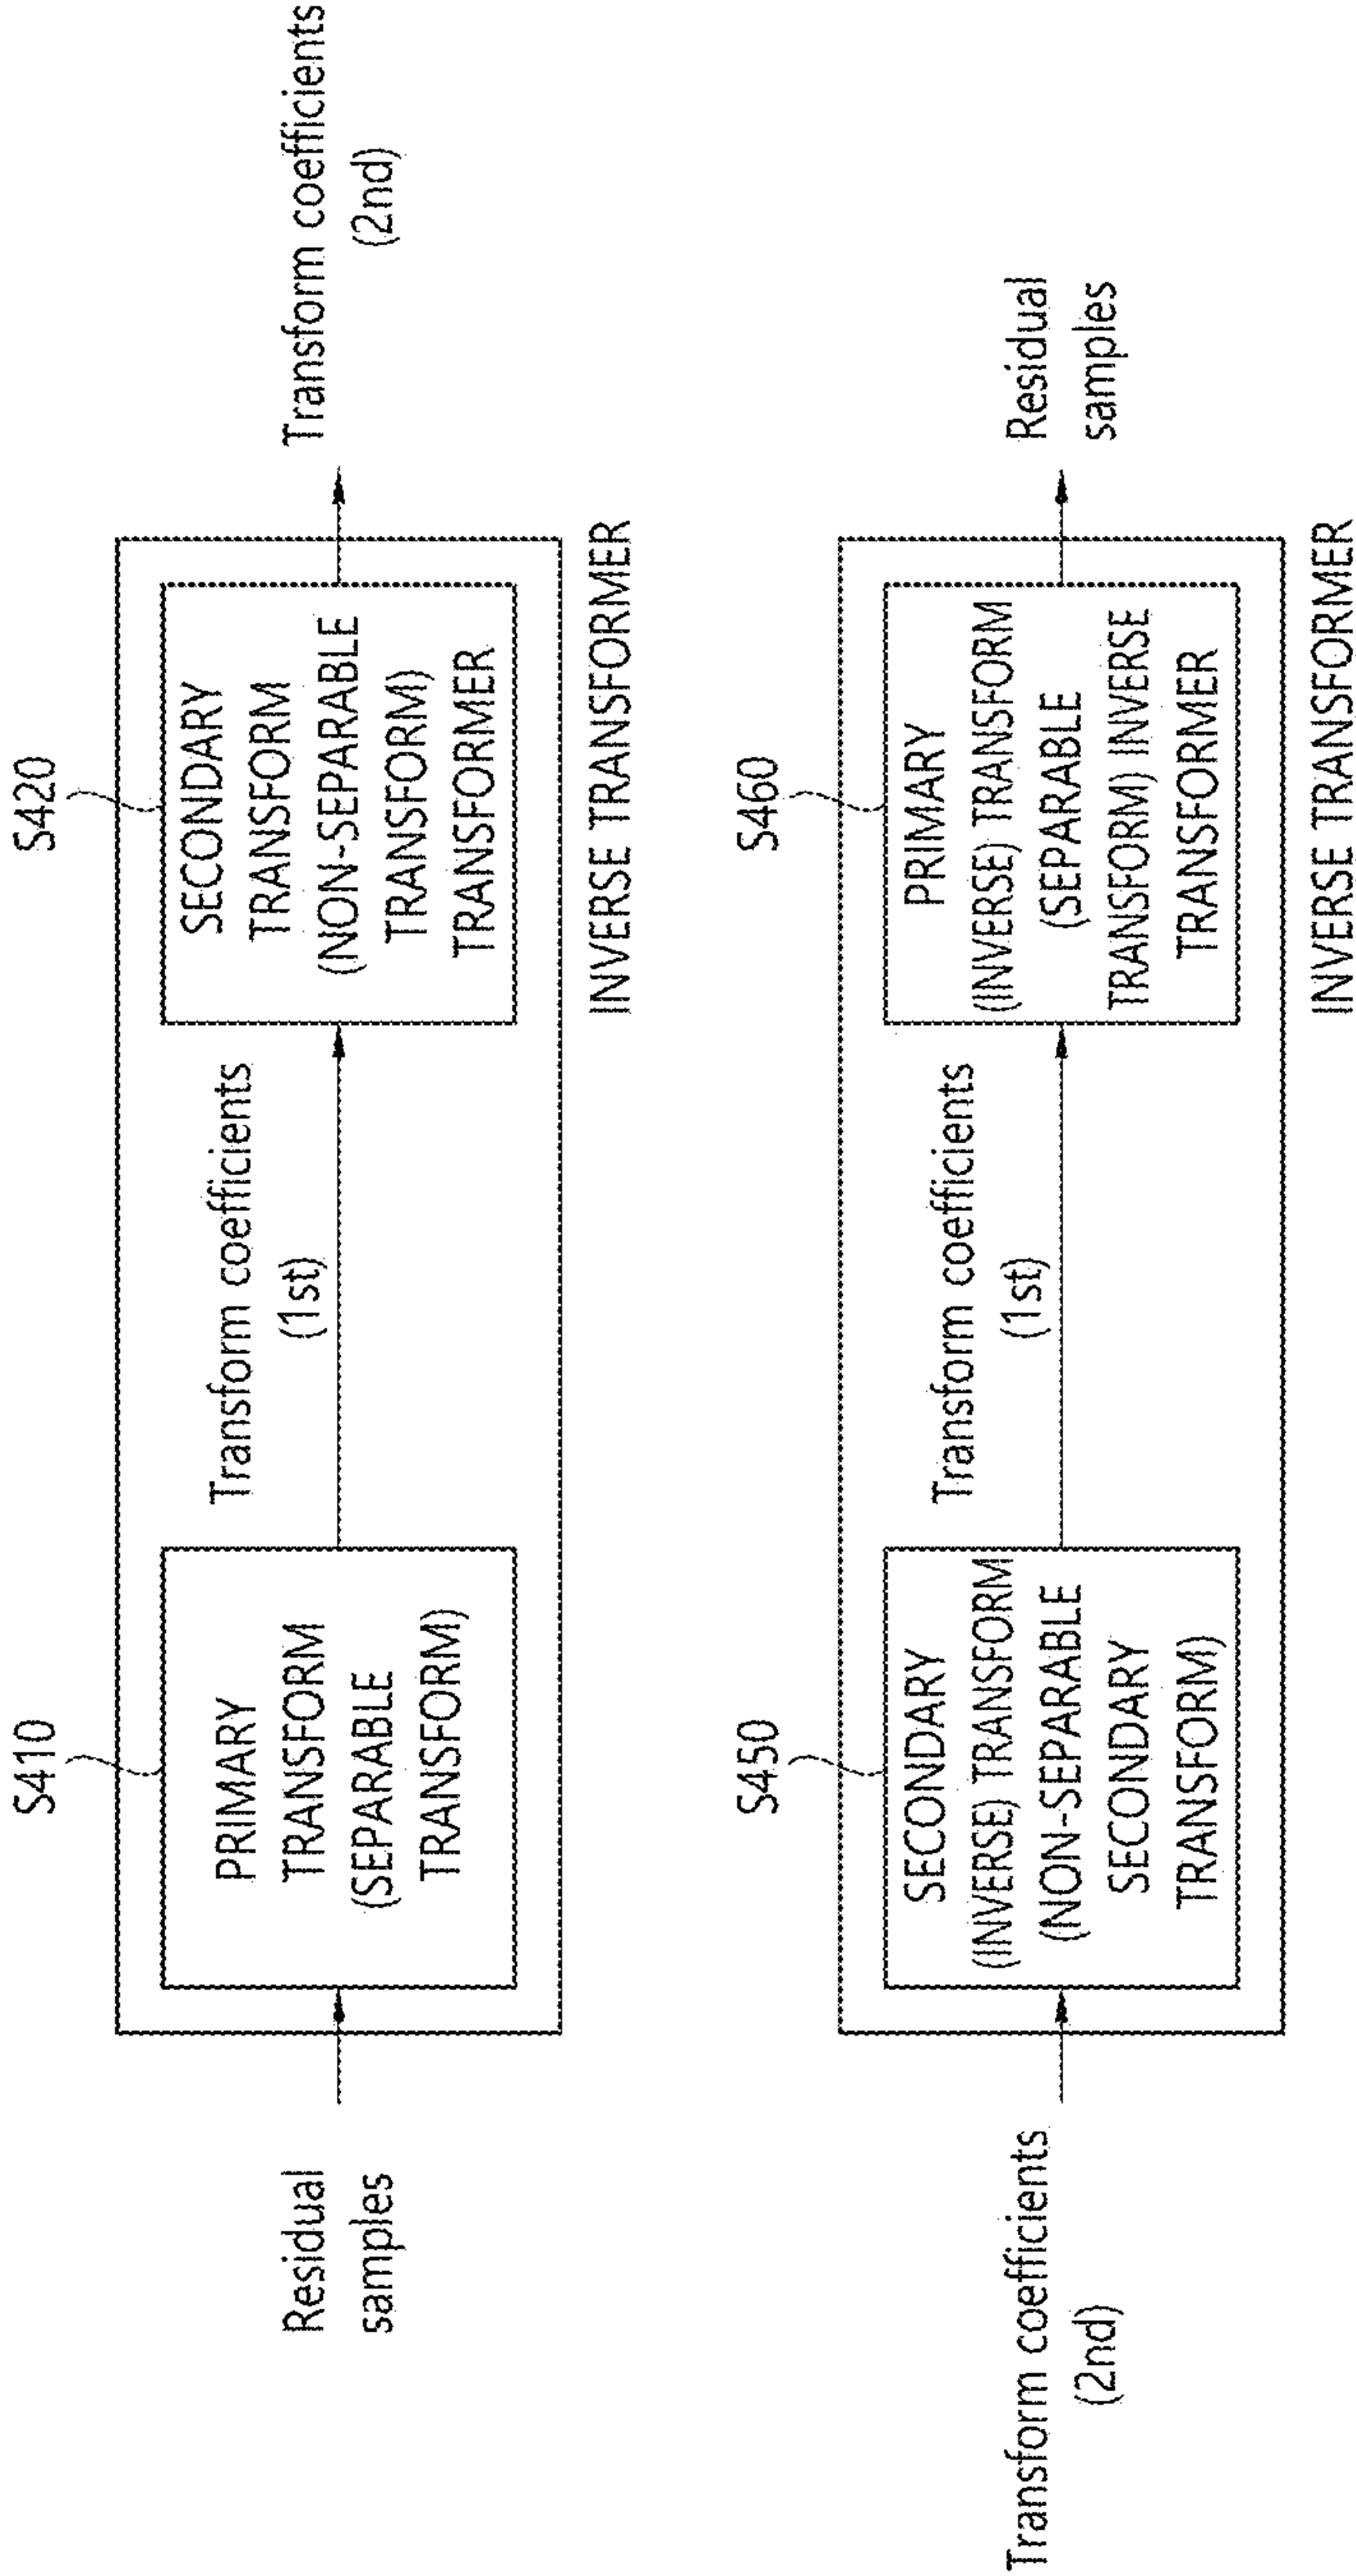 S410
S420
Residual
samples
PRIMARY
TRANSFORM
(SEPARABLE
TRANSFORM)
Transform coefficients
(1st)
SECONDARY
TRANSFORM
(NON-SEPARABLE
TRANSFORM)
TRANSFORMER
Transform coefficients
(2nd)
INVERSE TRANSFORMER
S450
S460
Transform coefficients
(2nd)
SECONDARY
(INVERSE) TRANSFORM
(NON-SEPARABLE
SECONDARY
TRANSFORM)
Transform coefficients
(1st)
PRIMARY
(INVERSE) TRANSFORM
(SEPARABLE
TRANSFORM) INVERSE
TRANSFORMER
Residual
samples
INVERSE TRANSFORMER